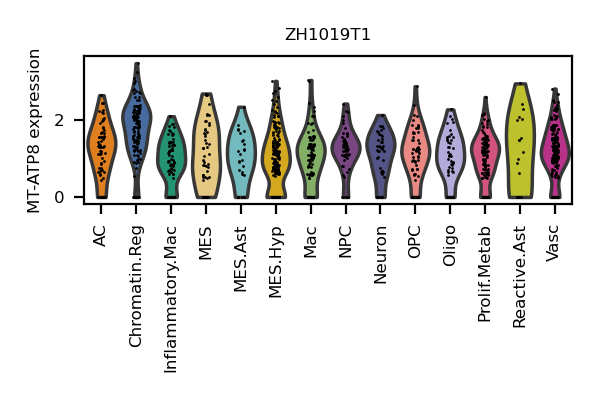 ZH1019T1
MT-ATP8 expression
2
0
AC
Chromatin.Reg
Inflammatory.Mac
MES
MES.Ast
MES.Hyp
Mac
NPC
Neuron
OPC
Oligo
Prolif.Metab
Reactive.Ast
Vasc